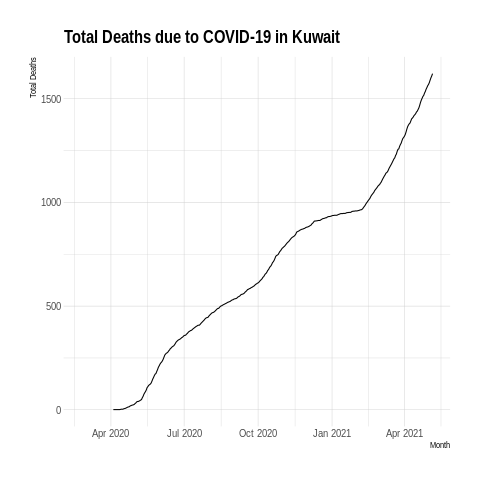 Total Deaths due to COVID-19 in Kuwait
Total Deaths
1500
1000
500
0
Apr 2020 Jul 2020 Oct 2020 Jan 2021 Apr 2021
Month